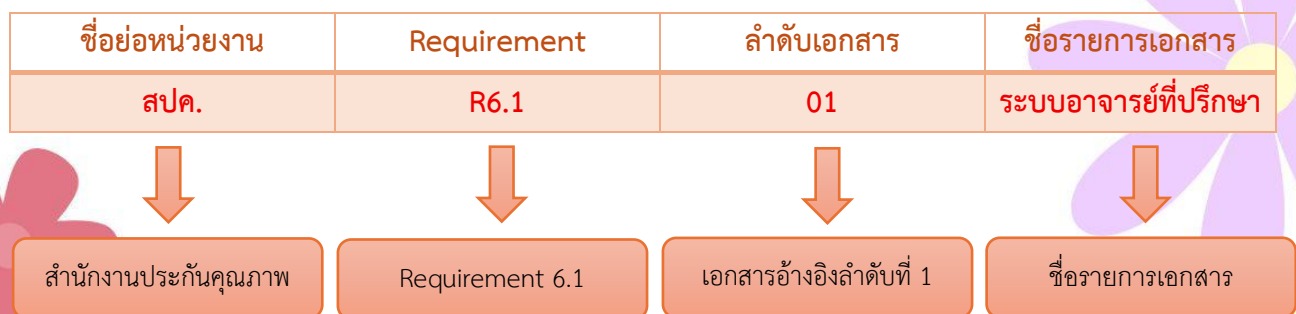 ชื่อย่อหน่วยงาน Requirement ลำดับเอกสาร ชื่อรายการเอกสาร
สปค. R6.1 01 ระบบอาจารย์ที่ปรึกษา
สำนักงานประกันคุณภาพ Requirement 6.1 เอกสารอ้างอิงลำดับที่ 1 ชื่อรายการเอกสาร